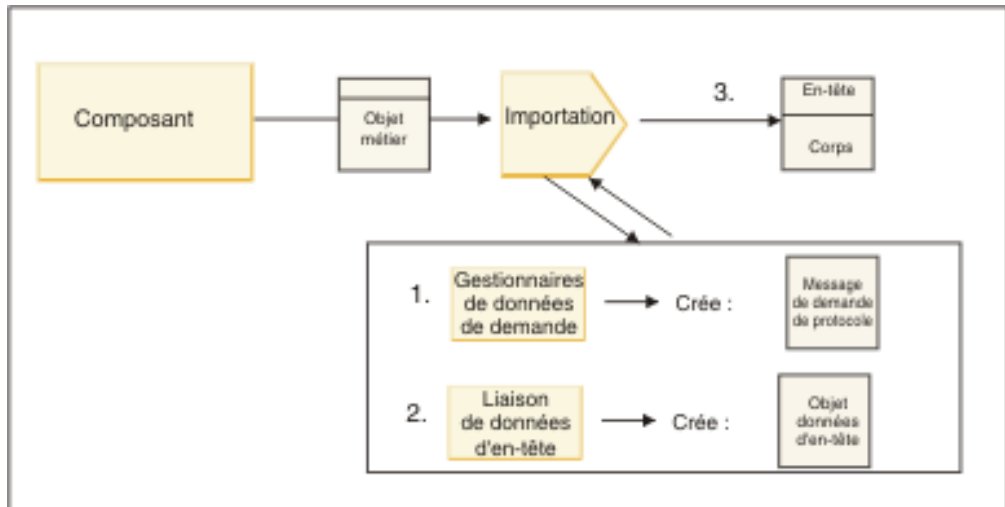 Composant
Objet
métier
Importation
3.
En-tête
Corps
1.
Gestionnaires
de données
de demande
Crée :
Message
de demande
de protocole
2.
Liaison
de données
d'en-tête
Crée :
Objet
données
d'en-tête